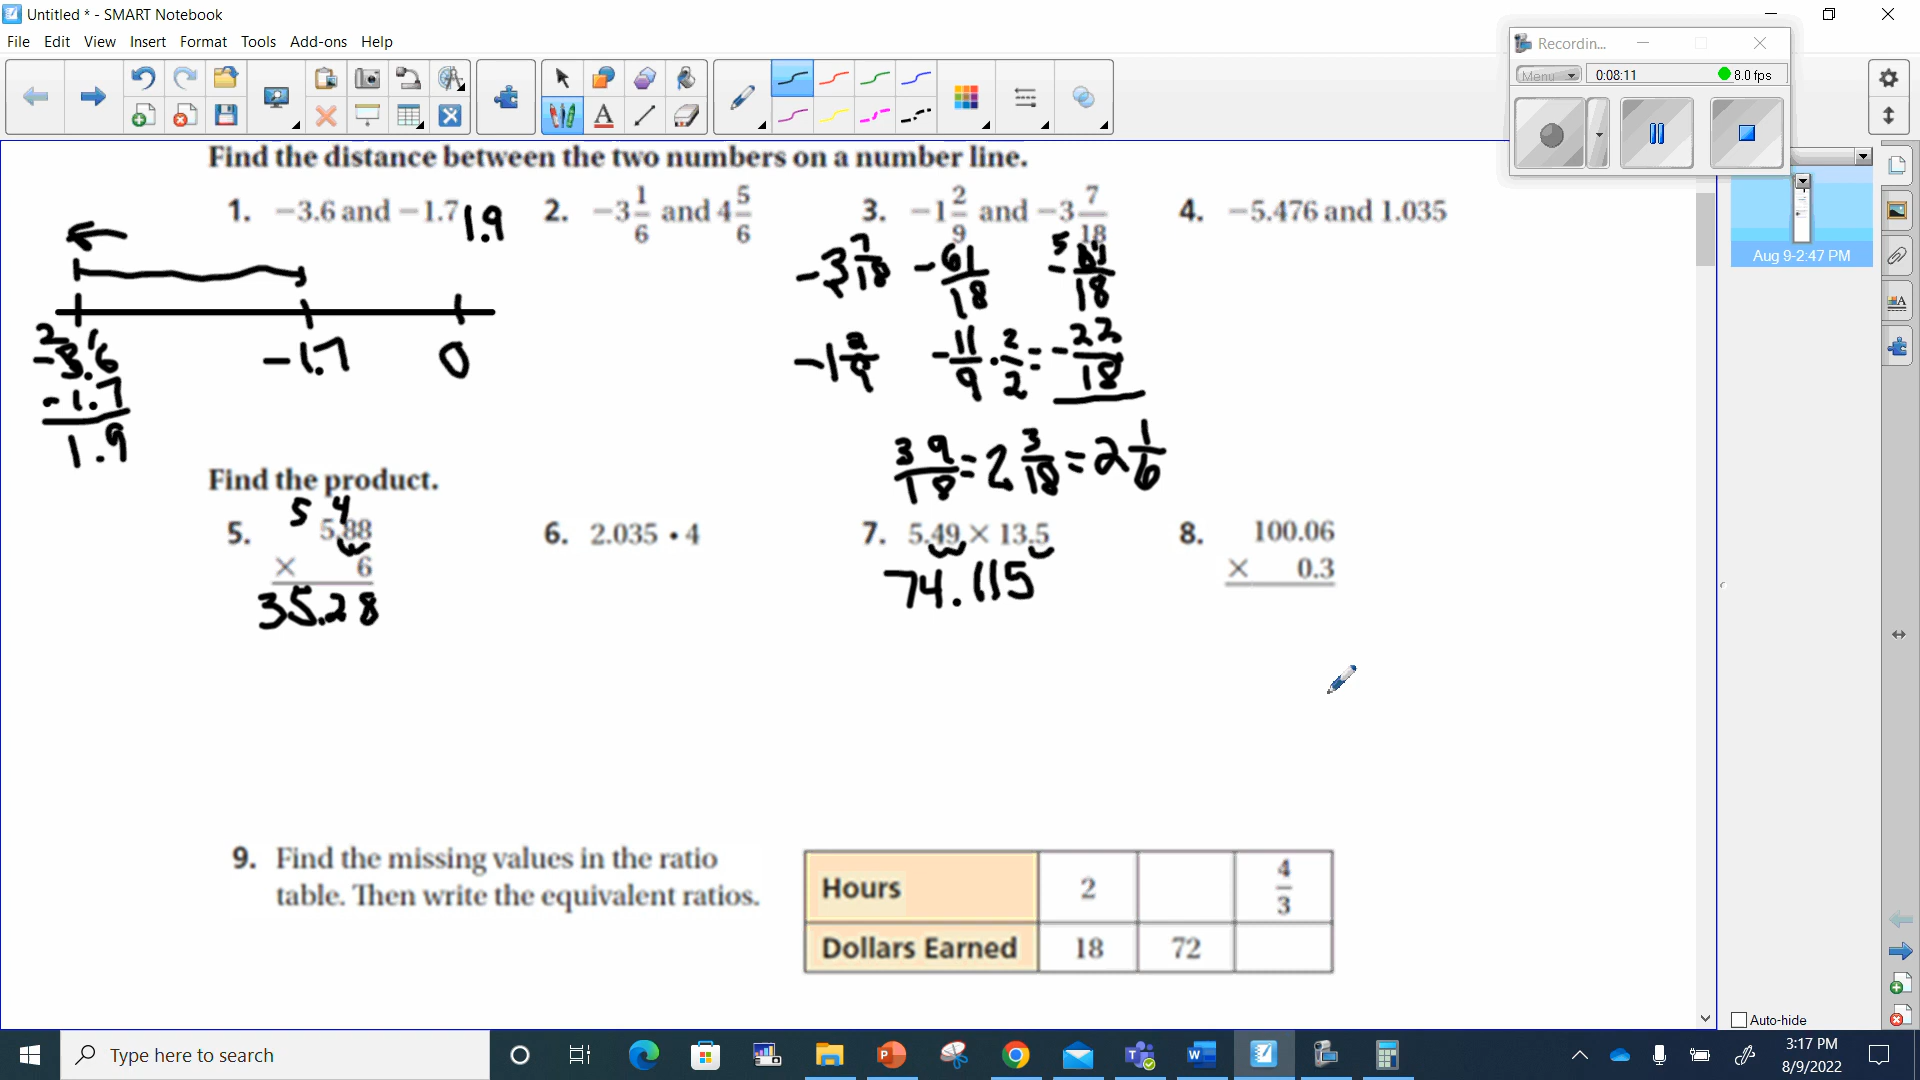 Untitled * - SMART Notebook
File Edit View Insert Format Tools Add-ons Help
Recordin...
Menu 0:08:11 8.0 fps
Find the distance between the two numbers on a number line.
1. −3.6 and −1.7 1.9
2. −3 1/6 and 4 5/6
3. −1 2/9 and −3 7/18
4. −5.476 and 1.035
Aug 9-2:47 PM
-3 7/18 -61/18 -61/18
-3.6 -1.7 0
-1.7
1.9
-1 2/9 -11/9 · 2/2 = -22/18
39/18 = 2 3/18 = 2 1/6
Find the product.
5 4
5. 5.88
× 6
35.28
6. 2.035 • 4
7. 5.49 × 13.5
74.115
8. 100.06
× 0.3
9. Find the missing values in the ratio
table. Then write the equivalent ratios.
Hours 2 4/3
Dollars Earned 18 72
Auto-hide
Type here to search
3:17 PM
8/9/2022